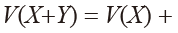 V(X+Y) = V(X) +